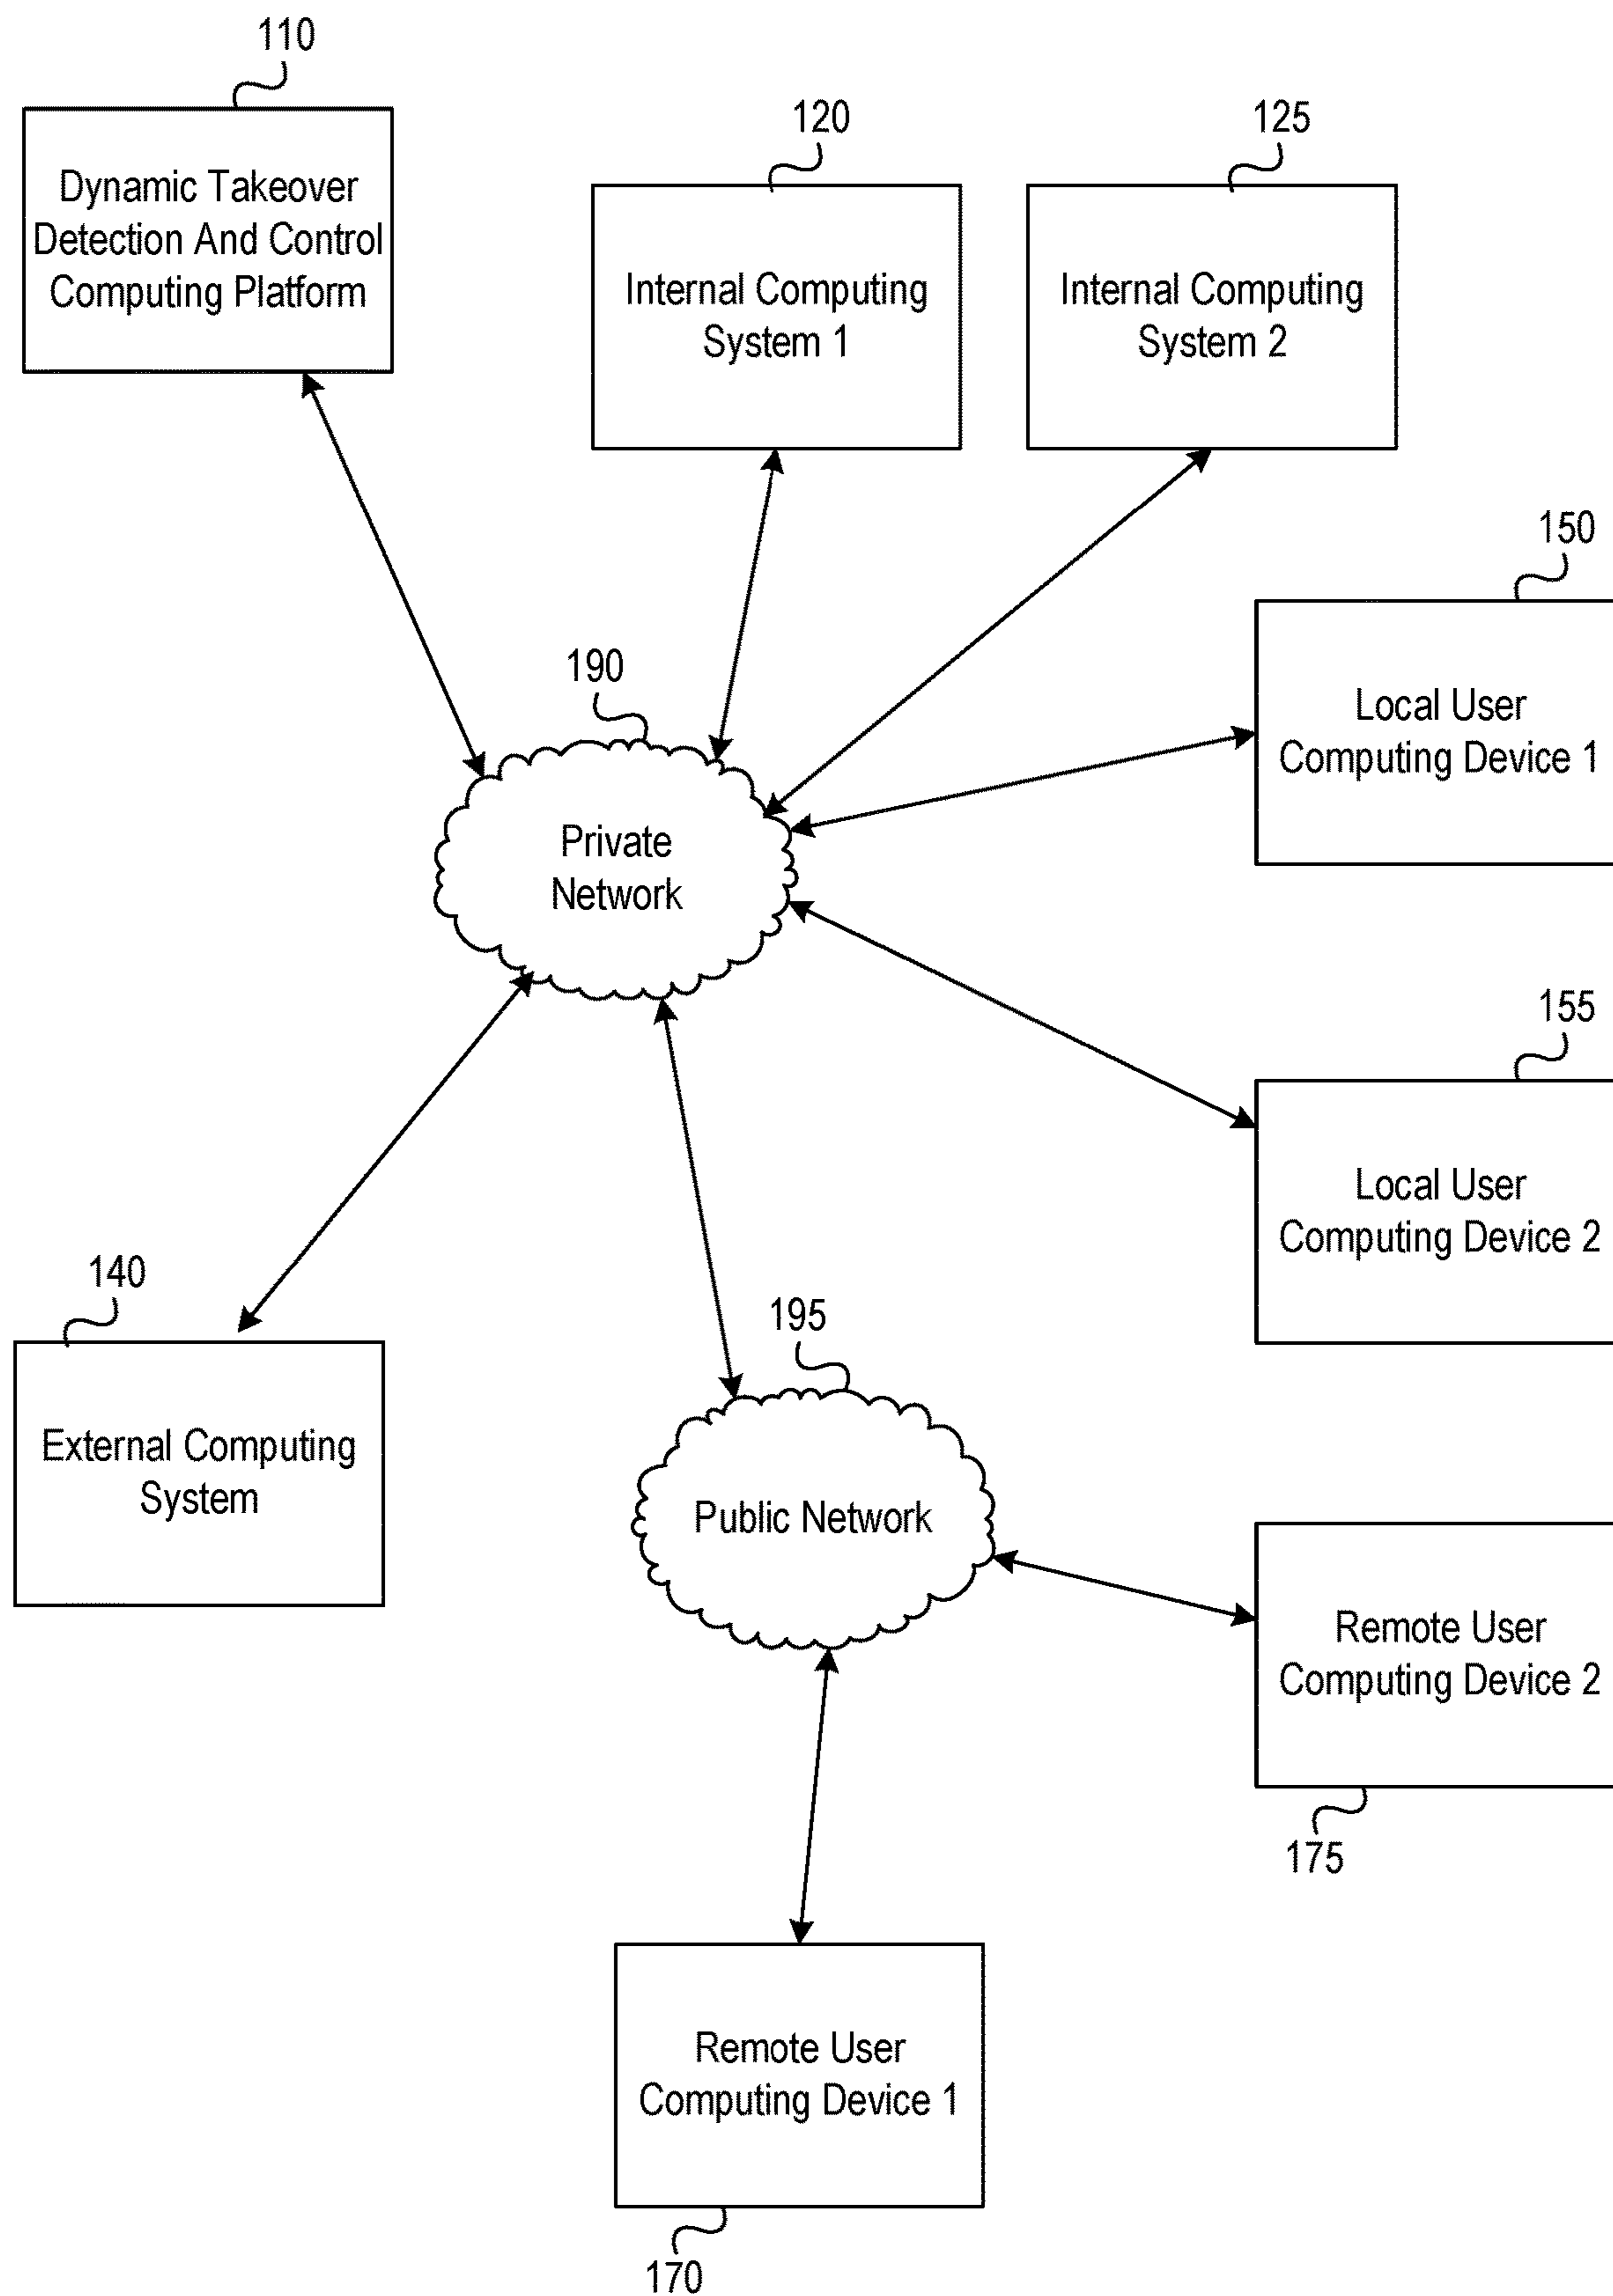 110
Dynamic Takeover
Detection And Control
Computing Platform
120
Internal Computing
System 1
125
Internal Computing
System 2
150
Local User
Computing Device 1
190
Private
Network
155
Local User
Computing Device 2
140
External Computing
System
195
Public Network
Remote User
Computing Device 2
175
Remote User
Computing Device 1
170